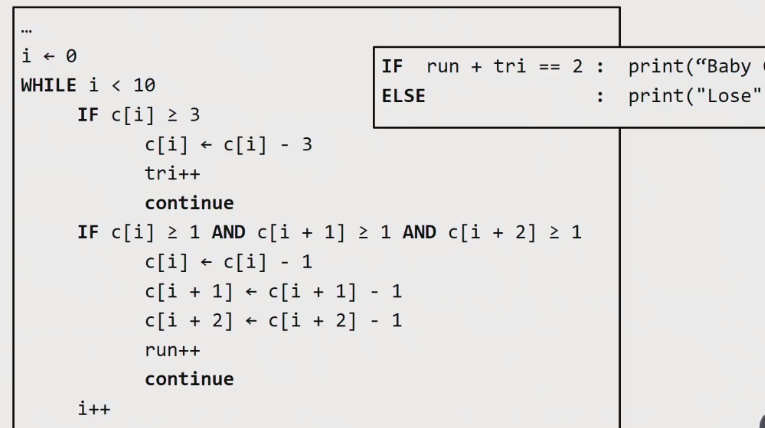 …
i ← 0
WHILE i < 10
IF c[i] ≥ 3
c[i] ← c[i] - 3
tri++
continue
IF c[i] ≥ 1 AND c[i + 1] ≥ 1 AND c[i + 2] ≥ 1
c[i] ← c[i] - 1
c[i + 1] ← c[i + 1] - 1
c[i + 2] ← c[i + 2] - 1
run++
continue
i++
IF run + tri == 2 : print(“Baby
ELSE : print("Lose"